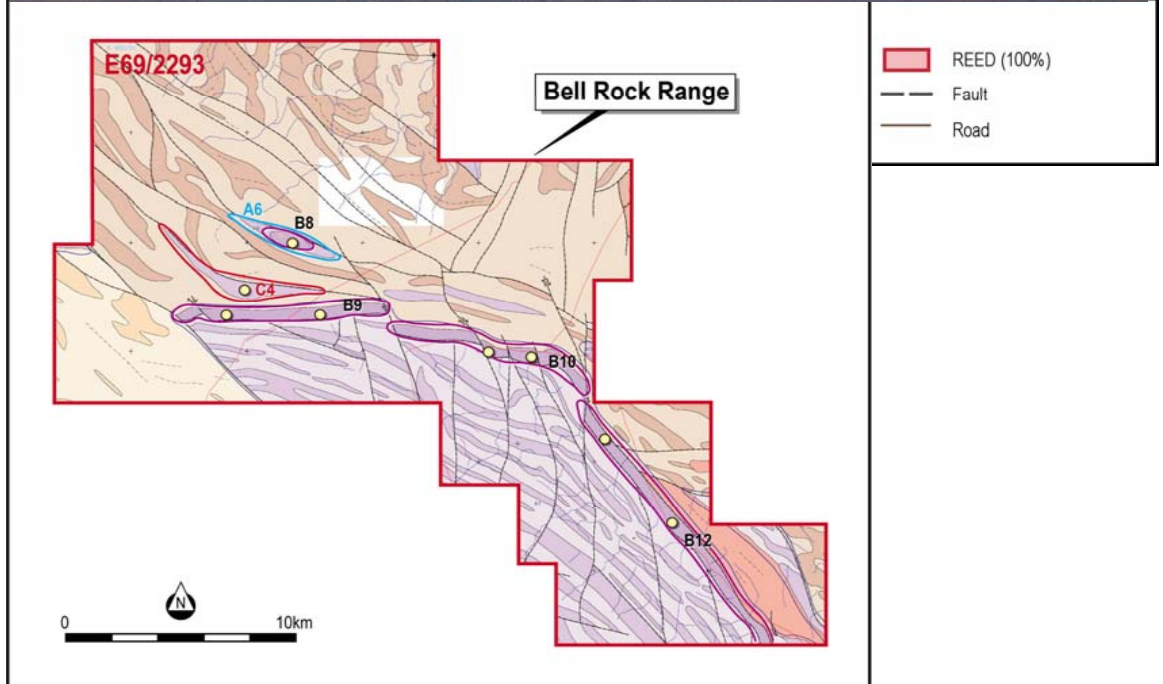 E69/2293
Bell Rock Range
A6
B8
C4
B9
B10
B12
N
0 10km
REED (100%)
Fault
Road